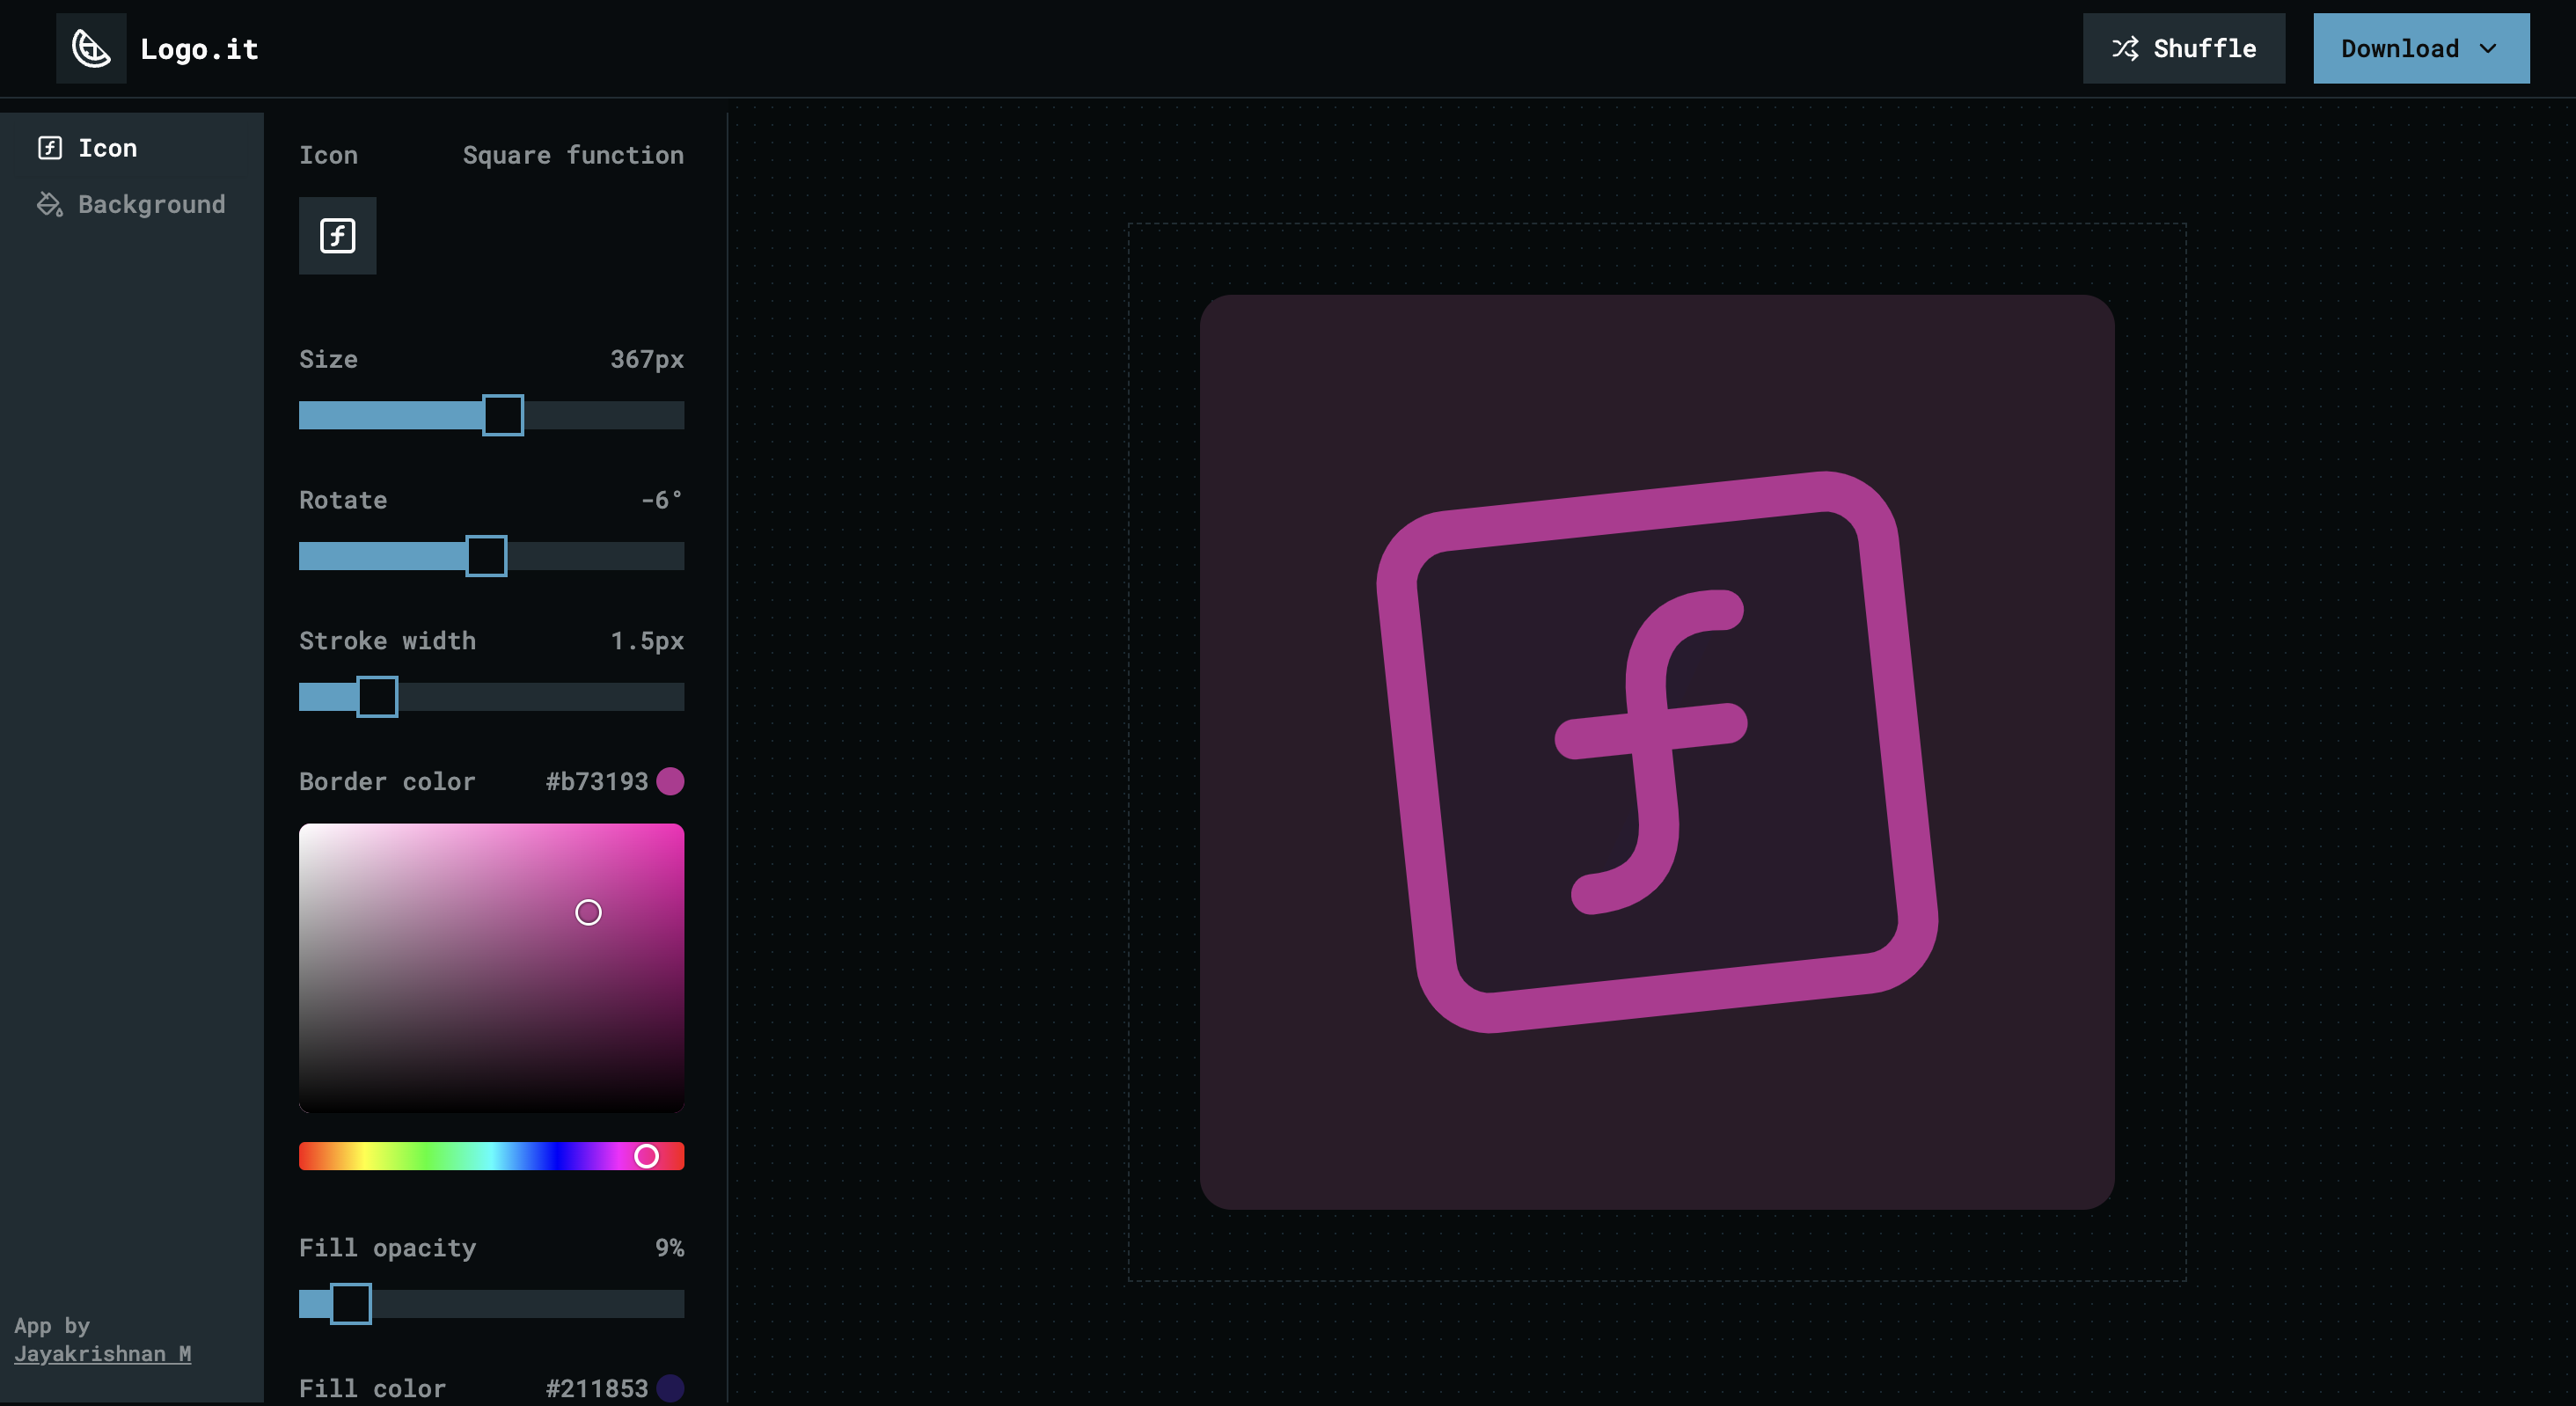 Logo.it
Shuffle
Download
Icon
Background
Icon Square function
Size 367px
Rotate -6°
Stroke width 1.5px
Border color #b73193
Fill opacity 9%
Fill color #211853
f
App by
Jayakrishnan M